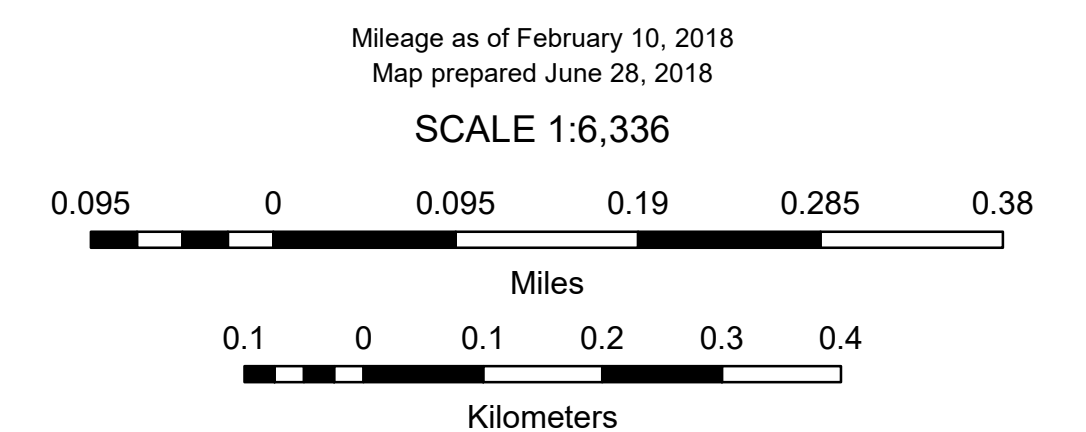 Mileage as of February 10, 2018
Map prepared June 28, 2018
SCALE 1:6,336
0.095 0 0.095 0.19 0.285 0.38
Miles
0.1 0 0.1 0.2 0.3 0.4
Kilometers